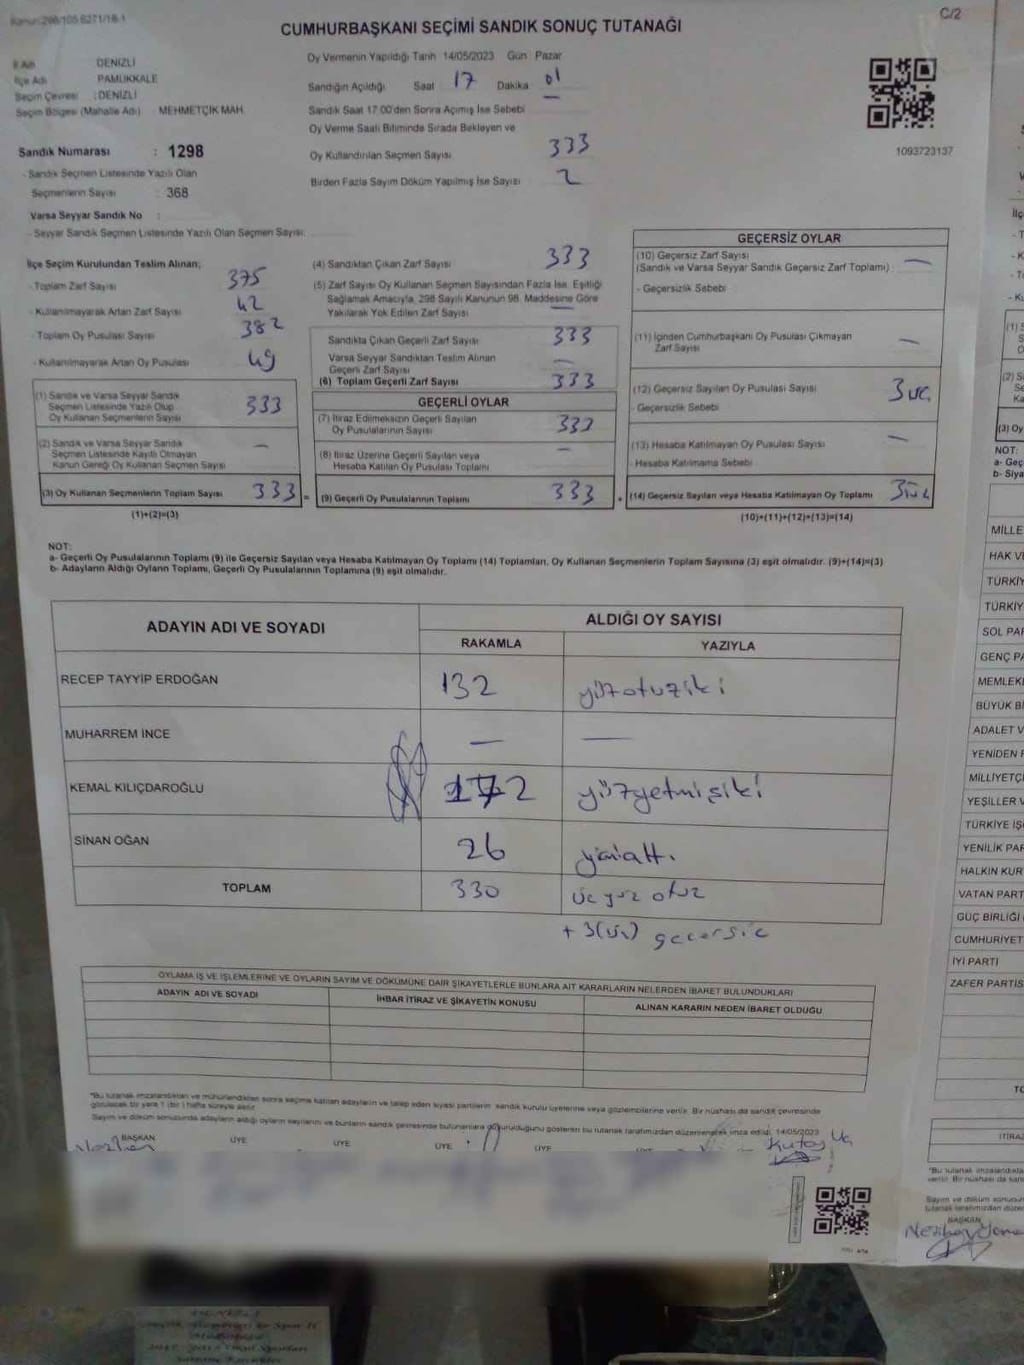 Kanun:298/105 6271/18-1
C/2
CUMHURBAŞKANI SEÇİMİ SANDIK SONUÇ TUTANAĞI
İl Adı DENİZLİ
İlçe Adı PAMUKKALE
Seçim Çevresi :DENİZLİ
Seçim Bölgesi (Mahalle Adı) MEHMETÇİK MAH.
Sandık Numarası : 1298
- Sandık Seçmen Listesinde Yazılı Olan
Seçmenlerin Sayısı : 368
Varsa Seyyar Sandık No :
- Seyyar Sandık Seçmen Listesinde Yazılı Olan Seçmen Sayısı:
Oy Vermenin Yapıldığı Tarih 14/05/2023 Gün Pazar
Sandığın Açıldığı Saat 17 Dakika 01
Sandık Saat 17.00'den Sonra Açımış İse Sebebi
Oy Verme Saati Bitiminde Sırada Bekleyen ve
Oy Kullandırılan Seçmen Sayısı 333
Birden Fazla Sayım Döküm Yapılmış İse Sayısı 2
1093723137
İlçe Seçim Kurulundan Teslim Alınan;
- Toplam Zarf Sayısı 375
- Kullanılmayarak Artan Zarf Sayısı 42
- Toplam Oy Pusulası Sayısı 382
- Kullanılmayarak Artan Oy Pusulası 49
(1) Sandık ve Varsa Seyyar Sandık
Seçmen Listesinde Yazılı Olup
Oy Kullanan Seçmenlerin Sayısı 333
(2) Sandık ve Varsa Seyyar Sandık
Seçmen Listesinde Kayıtlı Olmayan
Kanun Gereği Oy Kullanan Seçmen Sayısı —
(3) Oy Kullanan Seçmenlerin Toplam Sayısı 333 =
(1)+(2)=(3)
(4) Sandıktan Çıkan Zarf Sayısı 333
(5) Zarf Sayısı Oy Kullanan Seçmen Sayısından Fazla İse, Eşitliği
Sağlamak Amacıyla, 298 Sayılı Kanunun 98. Maddesine Göre
Yakılarak Yok Edilen Zarf Sayısı —
Sandıkta Çıkan Geçerli Zarf Sayısı 333
Varsa Seyyar Sandıktan Teslim Alınan
Geçerli Zarf Sayısı —
(6) Toplam Geçerli Zarf Sayısı 333
GEÇERLİ OYLAR
(7) İtiraz Edilmeksizin Geçerli Sayılan
Oy Pusulalarının Sayısı 333
(8) İtiraz Üzerine Geçerli Sayılan veya
Hesaba Katılan Oy Pusulası Toplamı —
(9) Geçerli Oy Pusulalarının Toplamı 333 +
GEÇERSİZ OYLAR
(10) Geçersiz Zarf Sayısı
(Sandık ve Varsa Seyyar Sandık Geçersiz Zarf Toplamı) : —
- Geçersizlik Sebebi
(11) İçinden Cumhurbaşkanı Oy Pusulası Çıkmayan
Zarf Sayısı —
(12) Geçersiz Sayılan Oy Pusulası Sayısı 3 üç
- Geçersizlik Sebebi
(13) Hesaba Katılmayan Oy Pusulası Sayısı —
- Hesaba Katılmama Sebebi
(14) Geçersiz Sayılan veya Hesaba Katılmayan Oy Toplamı 3 üç
(10)+(11)+(12)+(13)=(14)
NOT:
a- Geçerli Oy Pusulalarının Toplamı (9) ile Geçersiz Sayılan veya Hesaba Katılmayan Oy Toplamı (14) Toplamları, Oy Kullanan Seçmenlerin Toplam Sayısına (3) eşit olmalıdır. (9)+(14)=(3)
b- Adayların Aldığı Oyların Toplamı, Geçerli Oy Pusulalarının Toplamına (9) eşit olmalıdır.
ADAYIN ADI VE SOYADI ALDIĞI OY SAYISI
RAKAMLA YAZIYLA
RECEP TAYYİP ERDOĞAN 132 yüzotuziki
MUHARREM İNCE — —
KEMAL KILIÇDAROĞLU 172 yüzyetmişiki
SİNAN OĞAN 26 yirmialtı
TOPLAM 330 üçyüz otuz
+ 3(üç) geçersiz
OYLAMA İŞ VE İŞLEMLERİNE VE OYLARIN SAYIM VE DÖKÜMÜNE DAİR ŞİKAYETLERLE BUNLARA AİT KARARLARIN NELERDEN İBARET BULUNDUKLARI
ADAYIN ADI VE SOYADI İHBAR İTİRAZ VE ŞİKAYETİN KONUSU ALINAN KARARIN NEDEN İBARET OLDUĞU
*Bu tutanak imzalandıktan ve mühürlendikten sonra seçime katılan adayların ve talep eden siyasi partilerin sandık kurulu üyelerine veya gözlemcilerine verilir. Bir nüshası da sandık çevresinde
görülecek bir yere 1 (bir) hafta süreyle asılır.
Sayım ve döküm sonucunda adayların aldığı oyların sayılarını ve bunların sandık çevresinde bulunanlara duyurulduğunu gösteren bu tutanak tarafımızdan düzenlenerek imza edildi. 14/05/2023
BAŞKAN ÜYE ÜYE ÜYE ÜYE ÜYE
Kutay
MİLLE
HAK VE
TÜRKİY
TÜRKİY
SOL PAR
GENÇ PA
MEMLEKE
BÜYÜK Bİ
ADALET V
YENİDEN R
MİLLİYETÇİ
YEŞİLLER V
TÜRKİYE İŞ
YENİLİK PAR
HALKIN KUR
VATAN PART
GÜÇ BİRLİĞİ
CUMHURİYET
İYİ PARTİ
ZAFER PARTİS
TO
İTİRAZ
BAŞKAN